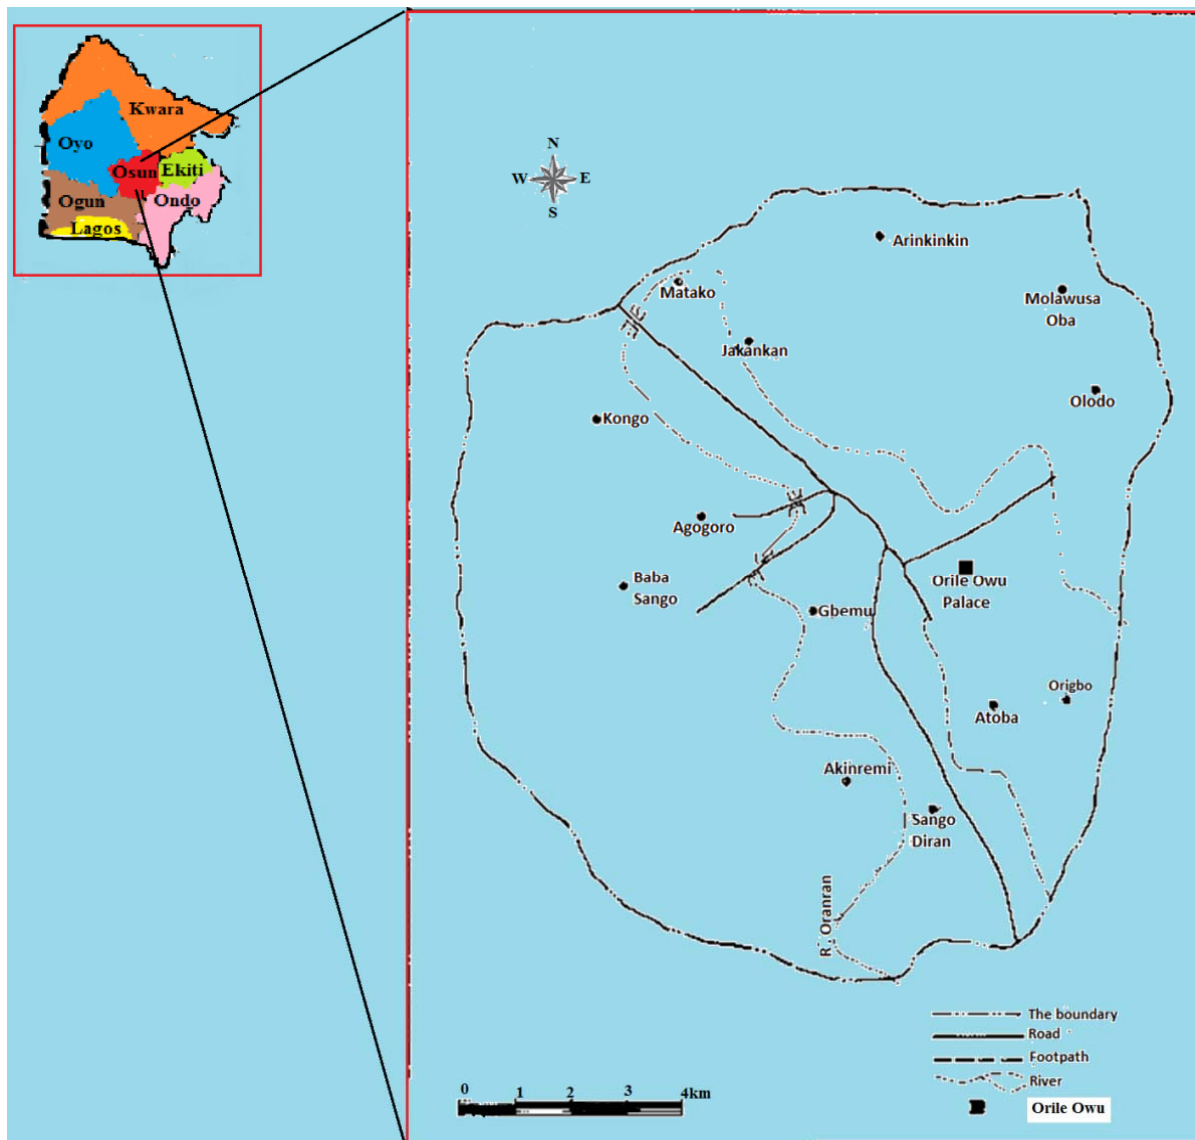 Kwara
Oyo
Osun
Ekiti
Ogun
Ondo
Lagos
N
W
E
S
Arinkinkin
Matako
Molawusa
Oba
Jakankan
Olodo
Kongo
Agogoro
Baba
Sango
Orile Owu
Palace
Gbemu
Origbo
Atoba
Akinremi
Sango
Diran
R. Oranran
The boundary
Road
Footpath
River
Orile Owu
0 1 2 3 4km